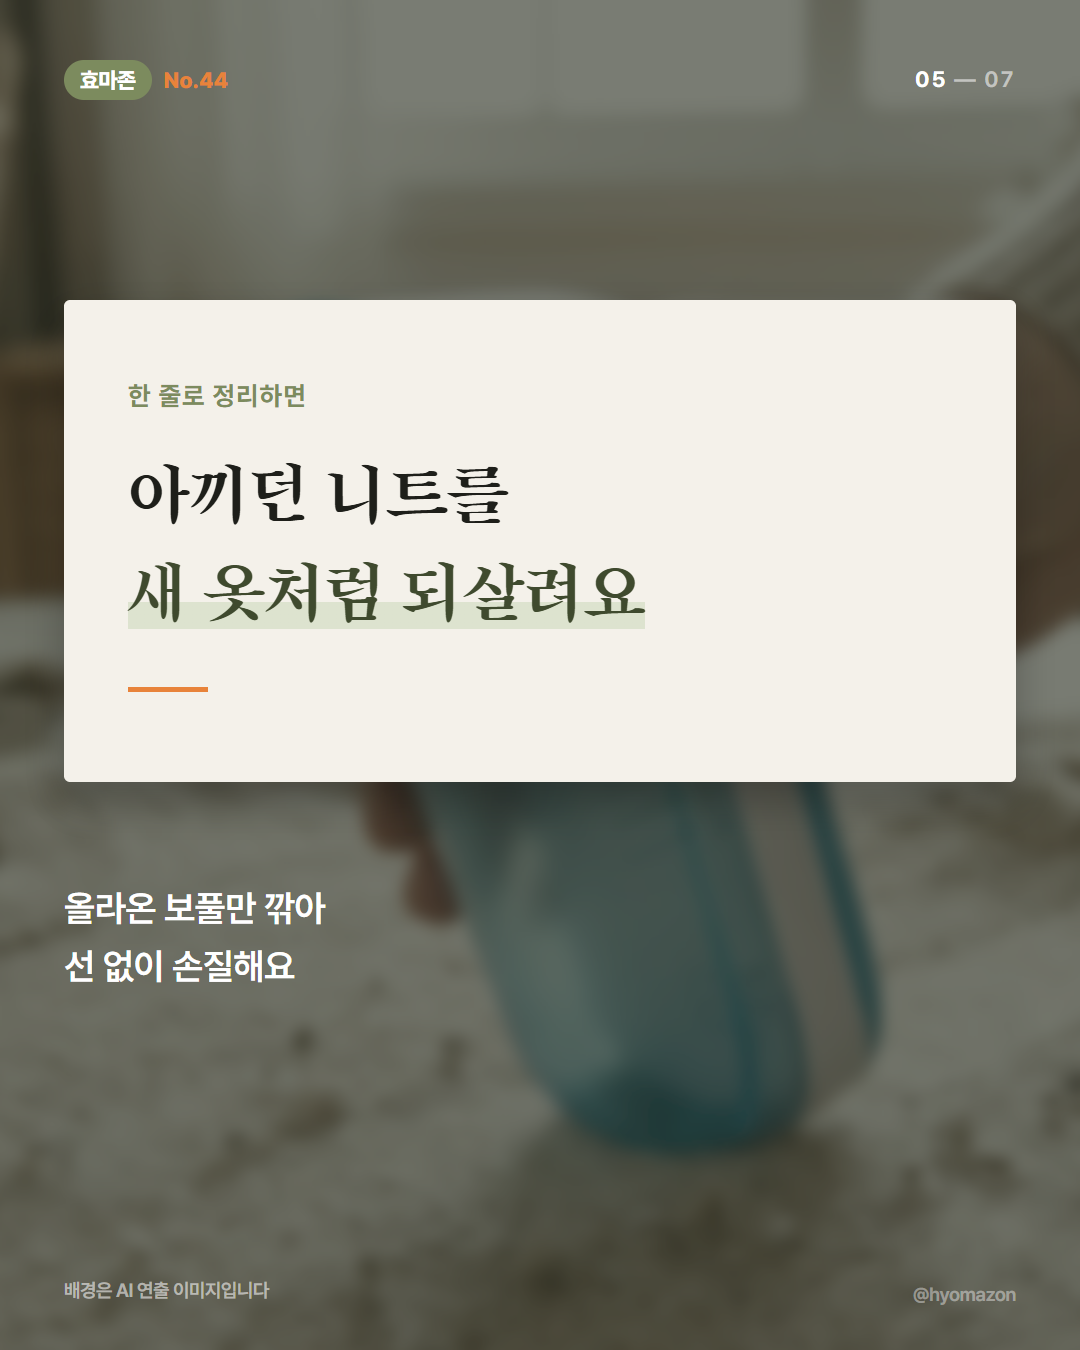 효마존 No.44
05 — 07
한 줄로 정리하면
아끼던 니트를
새 옷처럼 되살려요
올라온 보풀만 깎아
선 없이 손질해요
배경은 AI 연출 이미지입니다
@hyomazon